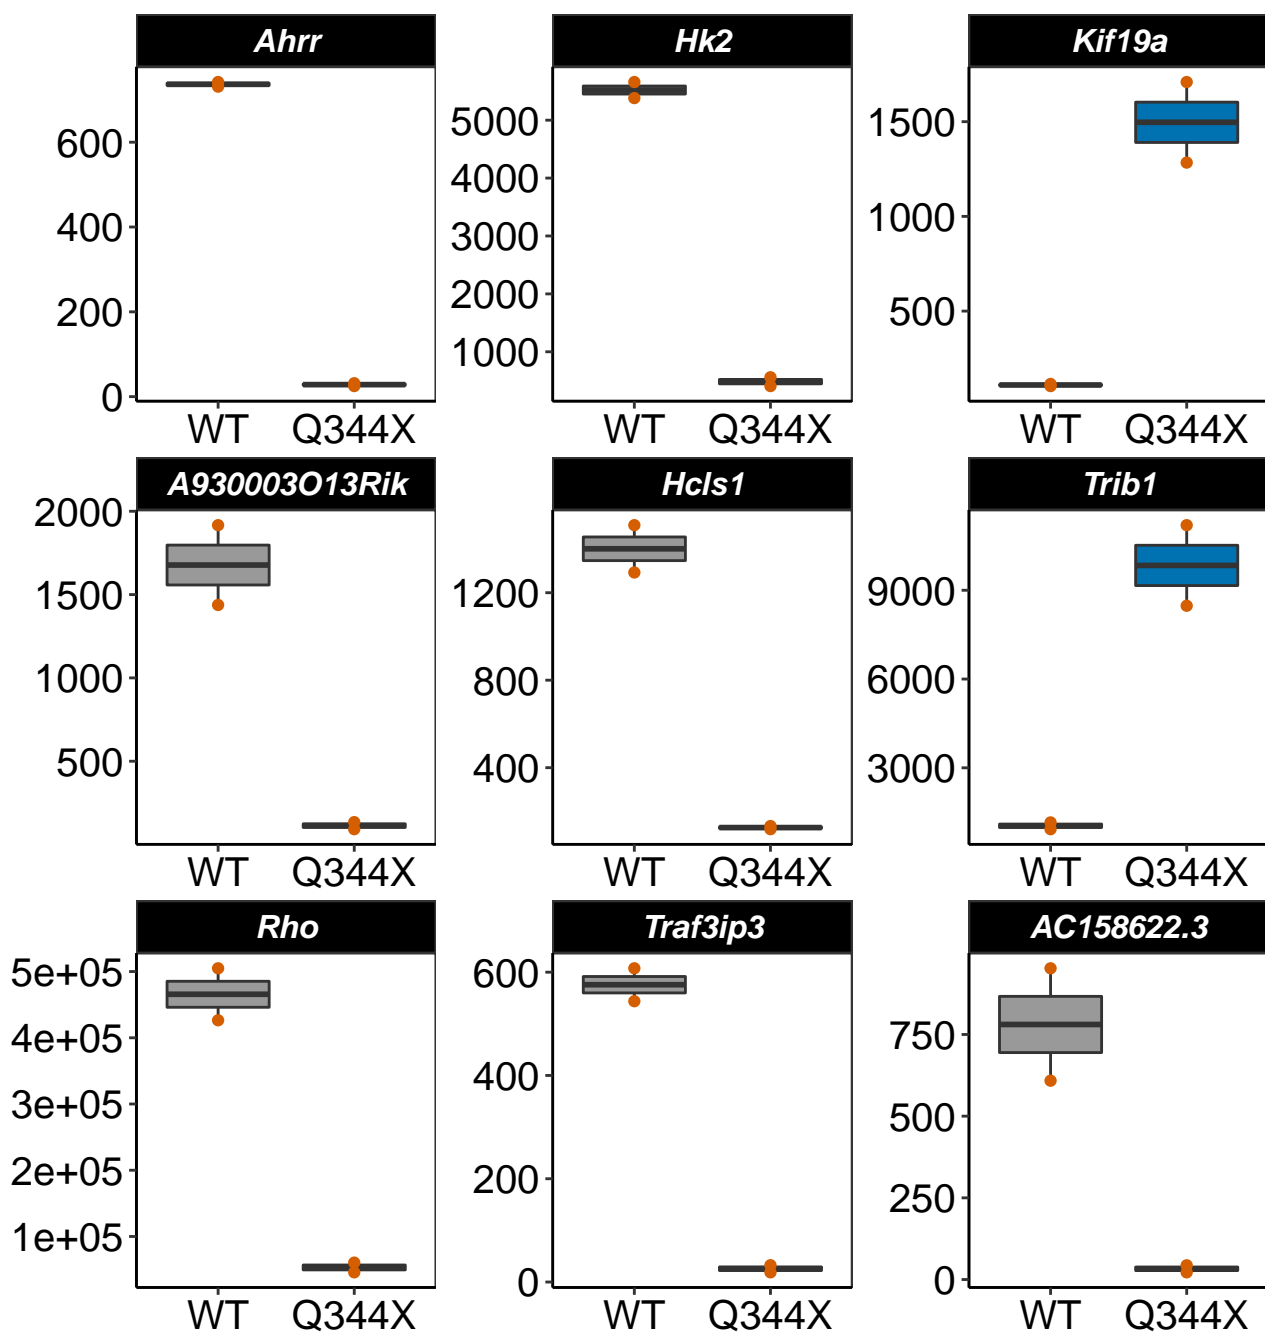 Ahrr
Hk2
Kif19a
600
400
200
0
5000
4000
3000
2000
1000
1500
1000
500
WT Q344X
WT Q344X
WT Q344X
A930003O13Rik
Hcls1
Trib1
2000
1500
1000
500
1200
800
400
9000
6000
3000
WT Q344X
WT Q344X
WT Q344X
Rho
Traf3ip3
AC158622.3
5e+05
4e+05
3e+05
2e+05
1e+05
600
400
200
0
750
500
250
0
WT Q344X
WT Q344X
WT Q344X